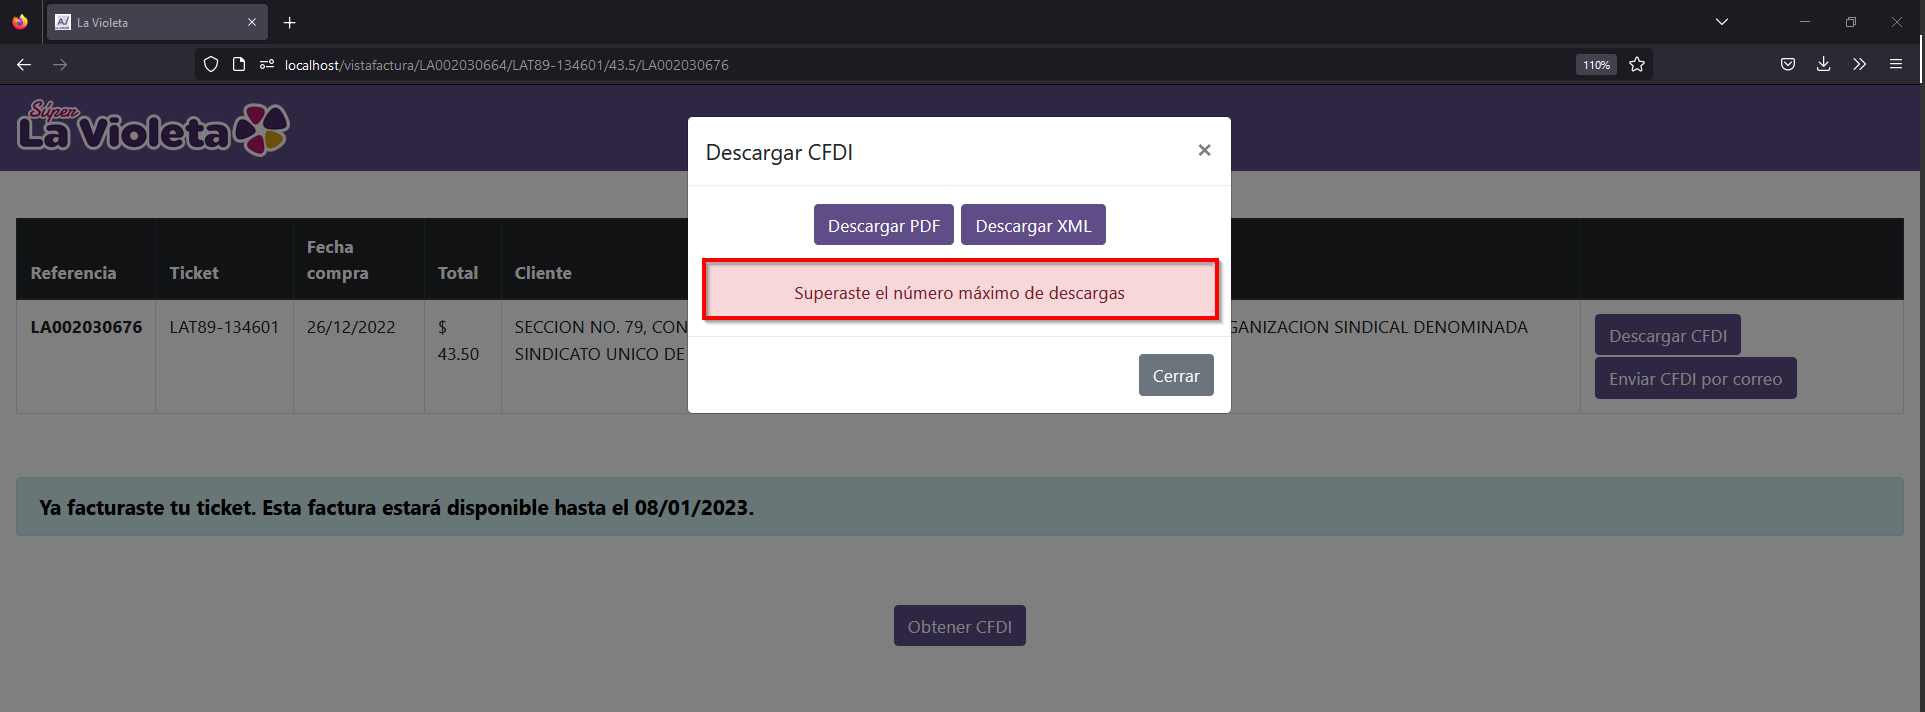 La Violeta
localhost/vistafactura/LA002030664/LAT89-134601/43.5/LA002030676
110%
Súper
La Violeta
Descargar CFDI
×
Descargar PDF
Descargar XML
Superaste el número máximo de descargas
Cerrar
Referencia
Ticket
Fecha
compra
Total
Cliente
LA002030676
LAT89-134601
26/12/2022
$
43.50
SECCION NO. 79, CON
GANIZACION SINDICAL DENOMINADA
SINDICATO UNICO DE
Descargar CFDI
Enviar CFDI por correo
Ya facturaste tu ticket. Esta factura estará disponible hasta el 08/01/2023.
Obtener CFDI